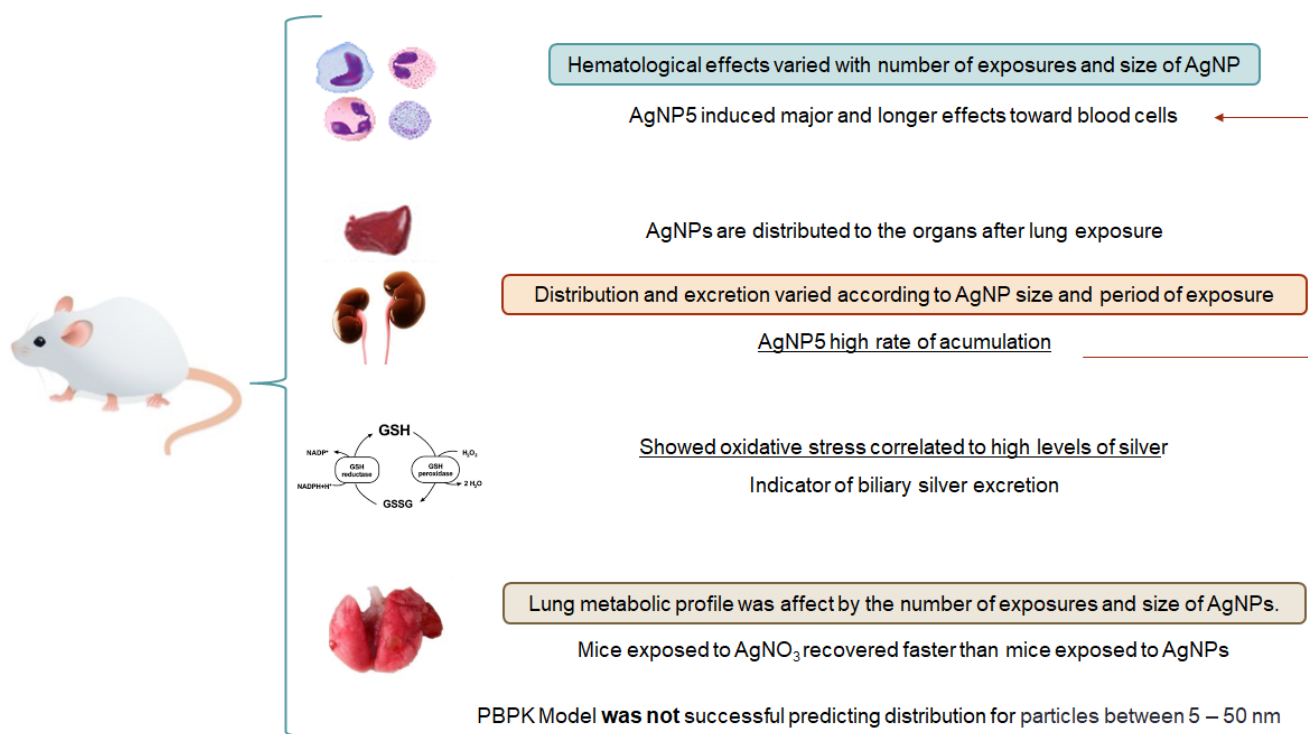 Hematological effects varied with number of exposures and size of AgNP
AgNP5 induced major and longer effects toward blood cells
AgNPs are distributed to the organs after lung exposure
Distribution and excretion varied according to AgNP size and period of exposure
AgNP5 high rate of acumulation
GSH
NADP⁺
H₂O₂
GSH
reductase
GSH
peroxidase
NADPH+H⁺
2 H₂O
GSSG
Showed oxidative stress correlated to high levels of silver
Indicator of biliary silver excretion
Lung metabolic profile was affect by the number of exposures and size of AgNPs.
Mice exposed to AgNO₃ recovered faster than mice exposed to AgNPs
PBPK Model was not successful predicting distribution for particles between 5 – 50 nm